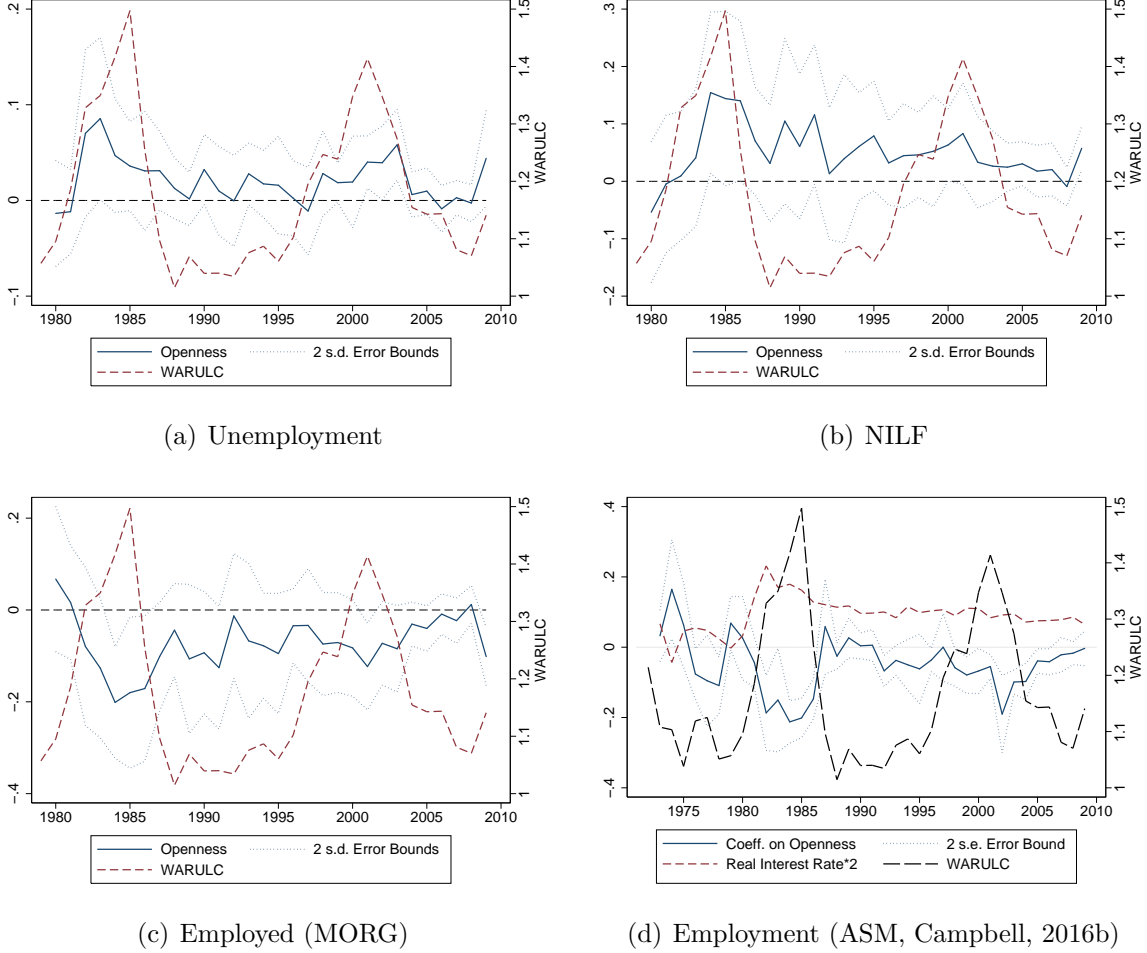 .2
.1
0
-.1
1.5
1.4
1.3
1.2
1.1
1
WARULC
1980 1985 1990 1995 2000 2005 2010
Openness 2 s.d. Error Bounds
WARULC
(a) Unemployment
.3
.2
.1
0
-.1
-.2
1.5
1.4
1.3
1.2
1.1
1
WARULC
1980 1985 1990 1995 2000 2005 2010
Openness 2 s.d. Error Bounds
WARULC
(b) NILF
.2
0
-.2
-.4
1.5
1.4
1.3
1.2
1.1
1
WARULC
1980 1985 1990 1995 2000 2005 2010
Openness 2 s.d. Error Bounds
WARULC
(c) Employed (MORG)
.4
.2
0
-.2
-.4
1.5
1.4
1.3
1.2
1.1
1
WARULC
1975 1980 1985 1990 1995 2000 2005 2010
Coeff. on Openness 2 s.e. Error Bound
Real Interest Rate*2 WARULC
(d) Employment (ASM, Campbell, 2016b)